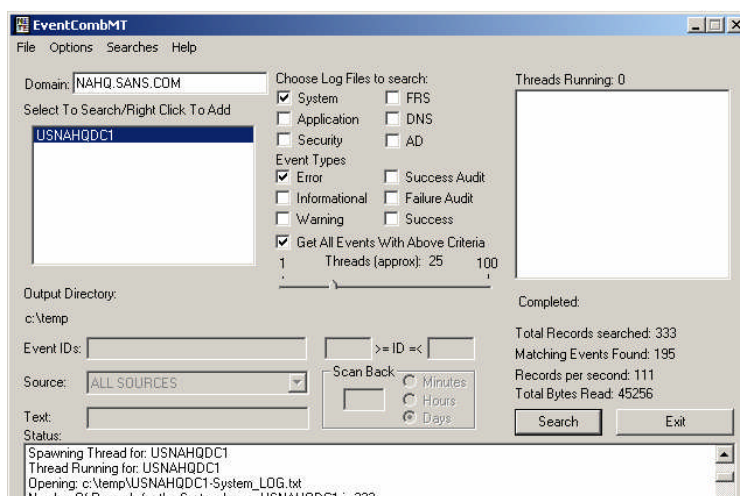 EventCombMT
File Options Searches Help
Domain: NAHQ.SANS.COM
Select To Search/Right Click To Add
USNAHQDC1
Choose Log Files to search:
System FRS
Application DNS
Security AD
Event Types
Error Success Audit
Informational Failure Audit
Warning Success
Get All Events With Above Criteria
1 Threads (approx): 25 100
Threads Running: 0
Output Directory:
c:\temp
Event IDs: >= ID =<
Source: ALL SOURCES
Text:
Scan Back
Minutes
Hours
Days
Completed:
Total Records searched: 333
Matching Events Found: 195
Records per second: 111
Total Bytes Read: 45256
Search Exit
Status:
Spawning Thread for: USNAHQDC1
Thread Running for: USNAHQDC1
Opening: c:\temp\USNAHQDC1-System_LOG.txt